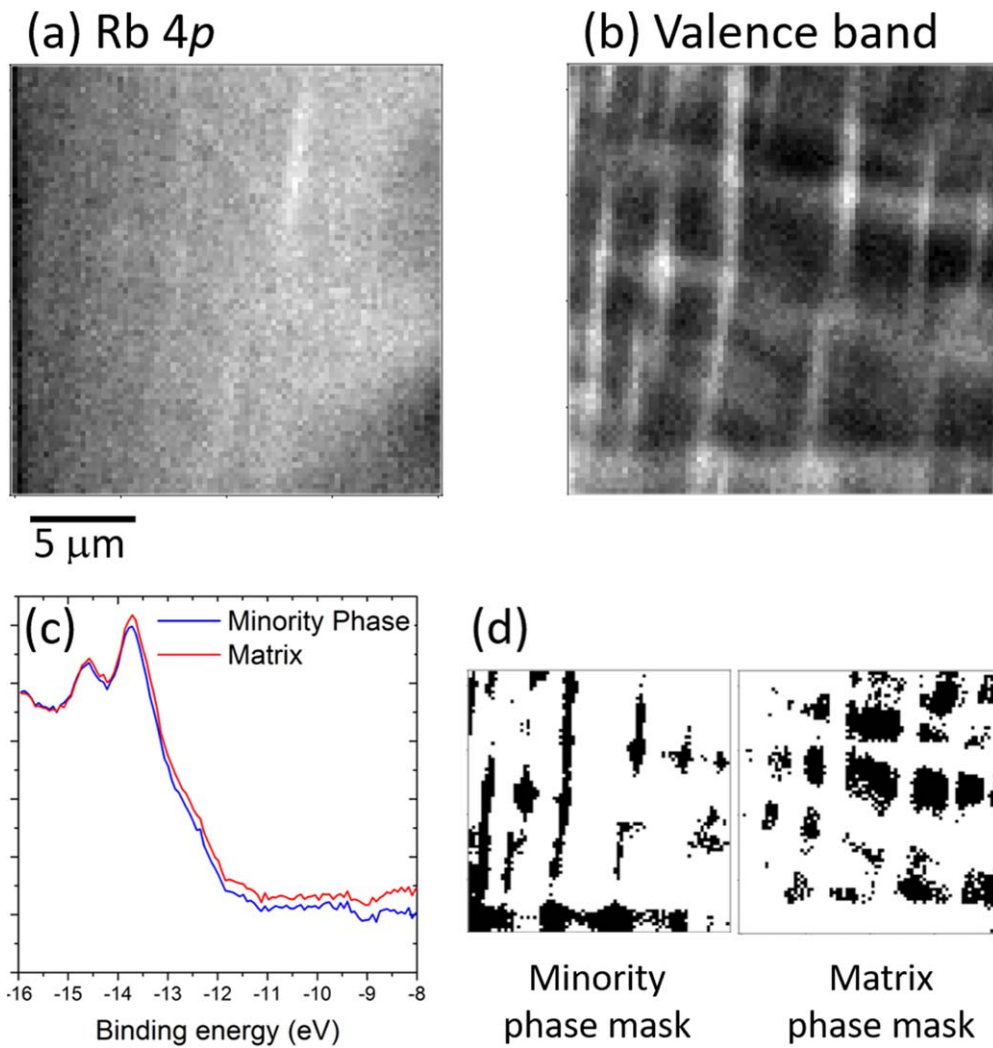 (a) Rb 4p
(b) Valence band
5 μm
(c)
Minority Phase
Matrix
-16 -15 -14 -13 -12 -11 -10 -9 -8
Binding energy (eV)
(d)
Minority
phase mask
Matrix
phase mask